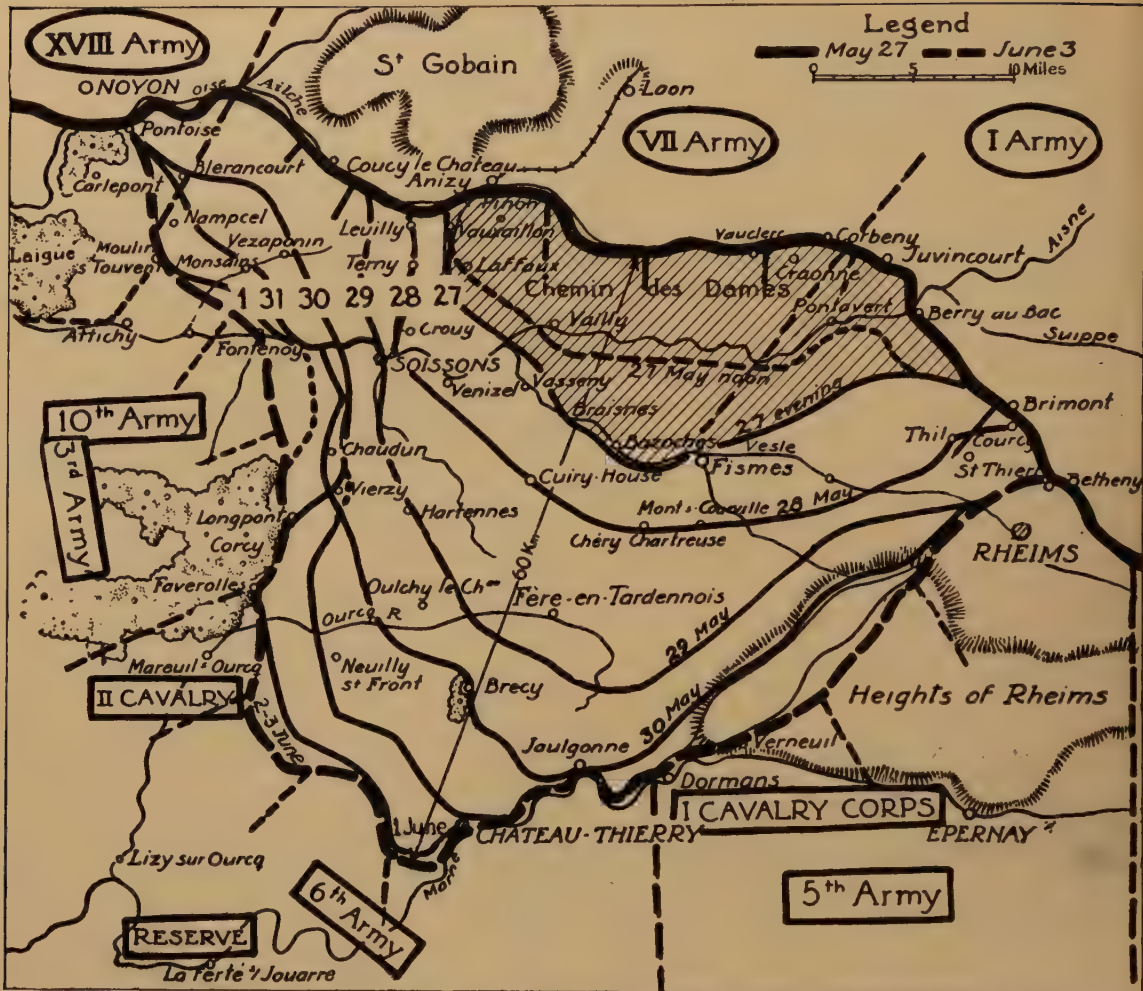 Legend
May 27 June 3
0 5 10 Miles
XVIII Army
NOYON
Oise
Ailette
St Gobain
Laon
VII Army
I Army
Pontoise
Carlepont
Blerancourt
Coucy le Chateau
Anizy
Pinon
Nampcel
Vezaponin
Leuilly
Vauxaillon
Vauclerc
Corbeny
Juvincourt
Aisne
Laigue
Moulin
s Touvent
Monsains
Terny
Laffaux
Craonne
Chemin des Dames
Pontavert
Berry au Bac
Suippe
1 31 30 29 28 27
Attichy
Fontenoy
Crouy
Vailly
SOISSONS
Venizel
Vasseny
27 May noon
Braisnes
27 evening
Brimont
10th Army
3rd Army
Bazoches
Vesle
Fismes
Thil
Courcy
St Thier
Betheny
Chaudun
Vierzy
Cuiry-House
Hartennes
Mont s
28 May
Chéry Chartreuse
RHEIMS
Longpont
Corcy
60 Km
Faverolles
Oulchy le Chau
Ourcq R
Fère-en-Tardennois
29 May
Mareuil s Ourcq
Neuilly
st Front
Brecy
II CAVALRY
2-3 June
30 May
Heights of Rheims
Jaulgonne
Verneuil
Dormans
1 June
CHÂTEAU-THIERRY
I CAVALRY CORPS
EPERNAY
Lizy sur Ourcq
Marne
6th Army
5th Army
RESERVE
La Ferté s/Jouarre